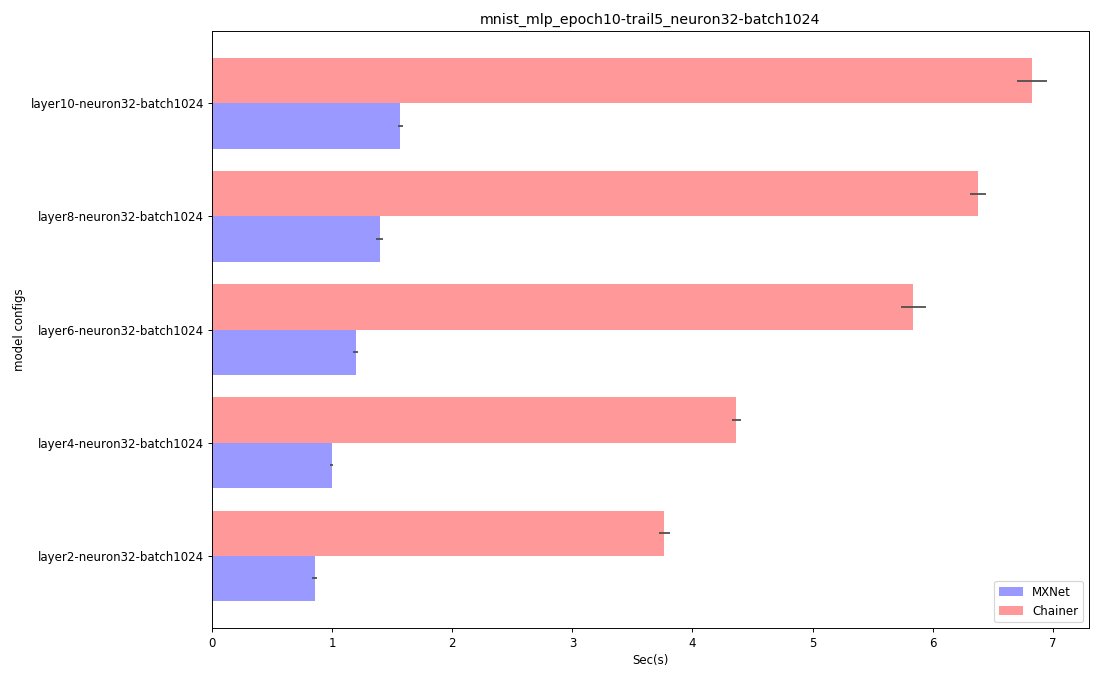 mnist_mlp_epoch10-trail5_neuron32-batch1024
model configs
layer10-neuron32-batch1024
layer8-neuron32-batch1024
layer6-neuron32-batch1024
layer4-neuron32-batch1024
layer2-neuron32-batch1024
MXNet
Chainer
0 1 2 3 4 5 6 7
Sec(s)